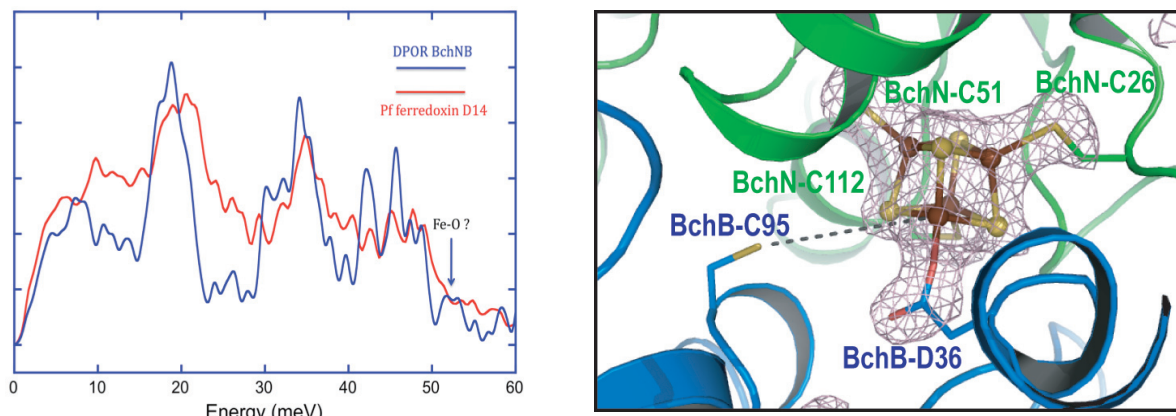 DPOR BchNB
Pf ferredoxin D14
Fe-O ?
0
10
20
30
40
50
60
Energy (meV)
BchN-C51
BchN-C26
BchN-C112
BchB-C95
BchB-D36